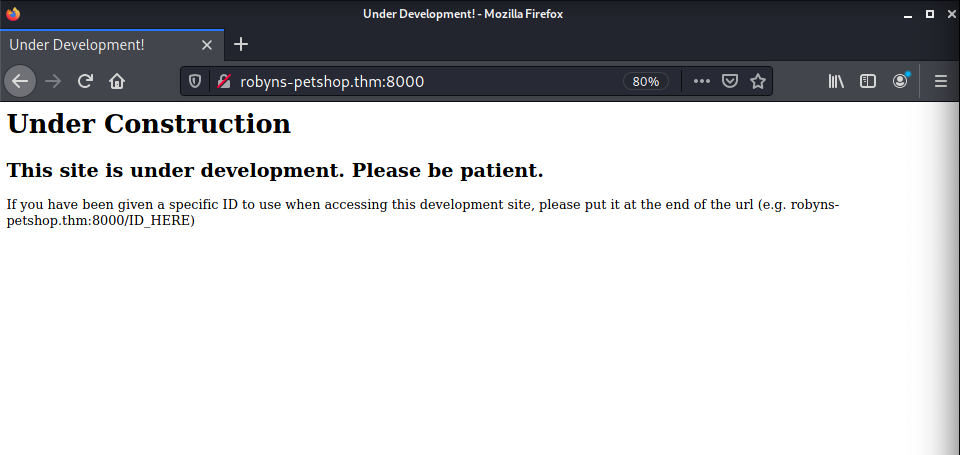 Under Development! - Mozilla Firefox
Under Development!
robyns-petshop.thm:8000
80%
Under Construction
This site is under development. Please be patient.
If you have been given a specific ID to use when accessing this development site, please put it at the end of the url (e.g. robyns-
petshop.thm:8000/ID_HERE)